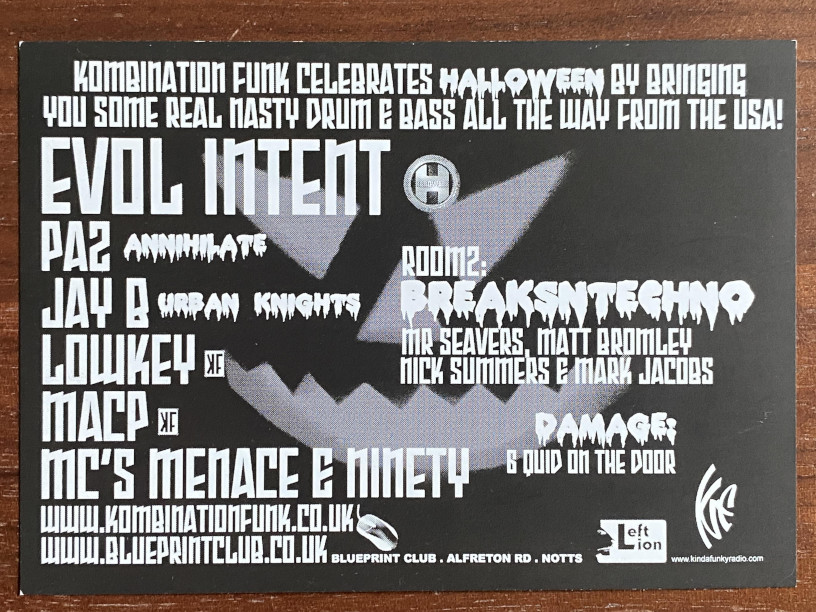 KOMBINATION FUNK CELEBRATES HALLOWEEN BY BRINGING
YOU SOME REAL NASTY DRUM & BASS ALL THE WAY FROM THE USA!
EVOL INTENT
H
PAZ ANNIHILATE
JAY B URBAN KNIGHTS
LOWKEY KF
MACP KF
MC'S MENACE & NINETY
ROOM2:
BREAKSNTECHNO
MR SEAVERS, MATT BROMLEY
NICK SUMMERS & MARK JACOBS
DAMAGE:
6 QUID ON THE DOOR
WWW.KOMBINATIONFUNK.CO.UK
WWW.BLUEPRINTCLUB.CO.UK
BLUEPRINT CLUB . ALFRETON RD . NOTTS
Left
Lion
www.kindafunkyradio.com